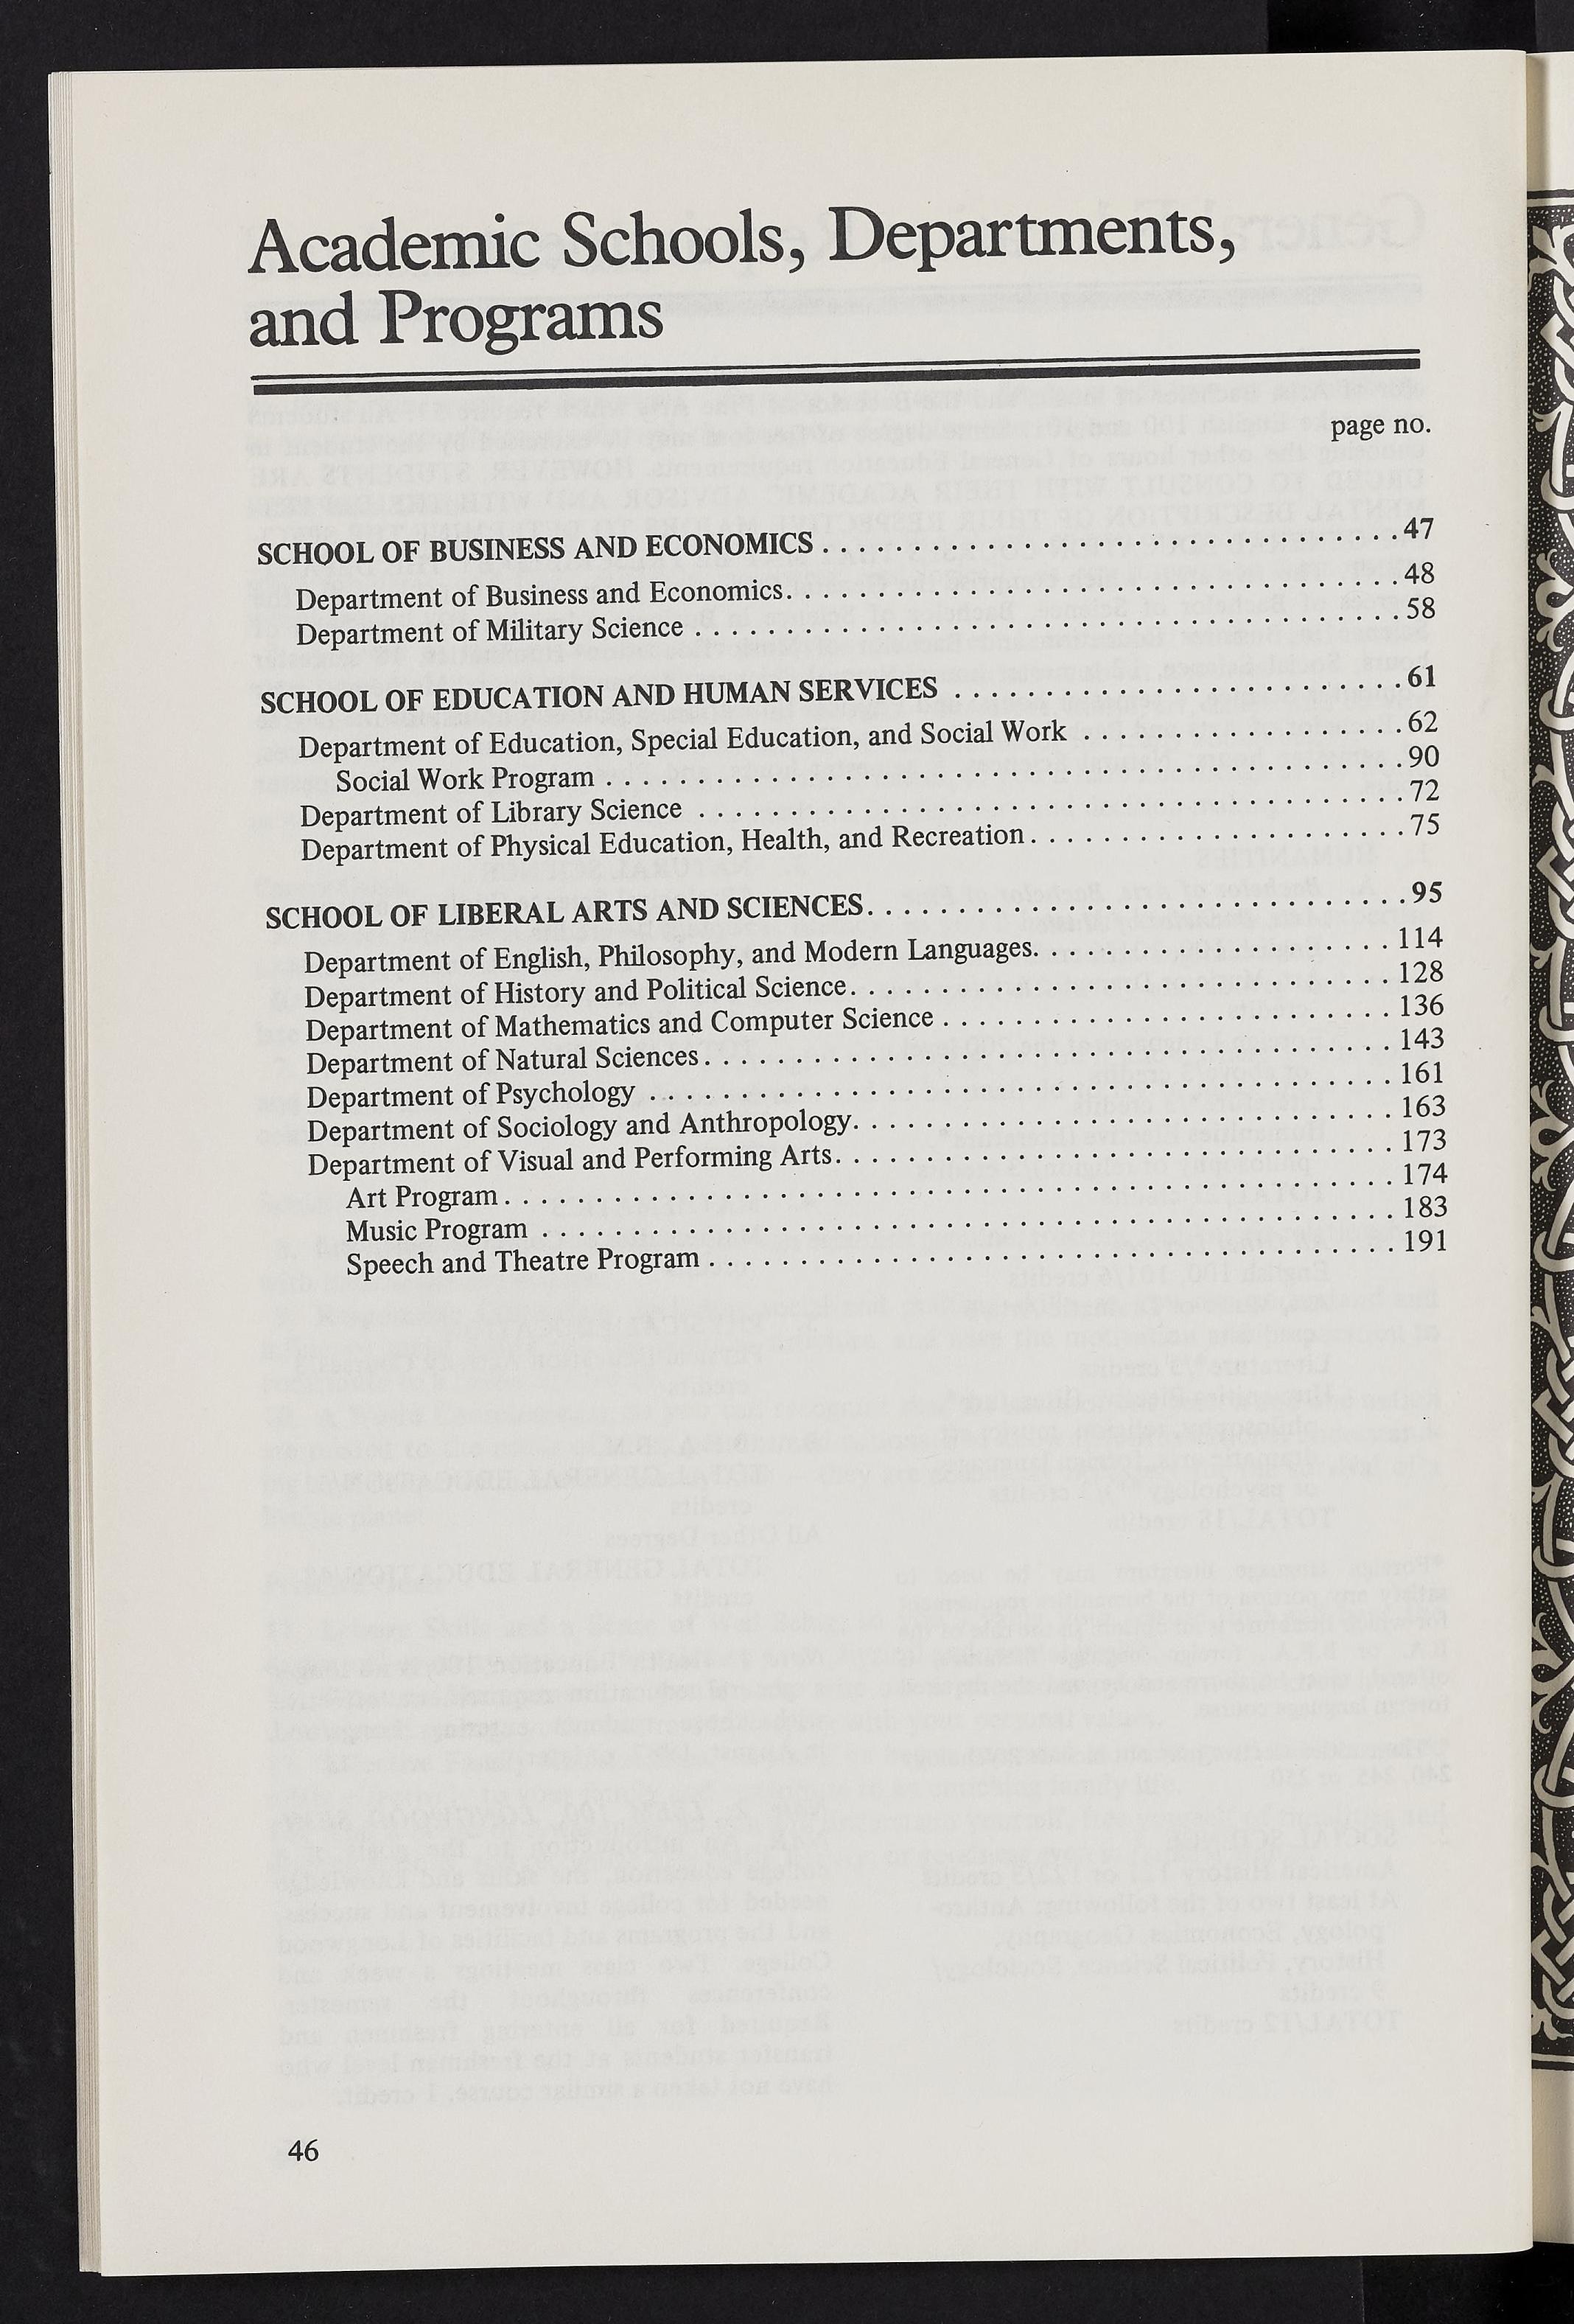 Academic Schools, Departments,
and Programs
page no.
SCHOOL OF BUSINESS AND ECONOMICS . . . . . . . . . . . . . . . . . . . . . . . . . . . . . . . . 47
Department of Business and Economics. . . . . . . . . . . . . . . . . . . . . . . . . . . . . . . . . . 48
Department of Military Science . . . . . . . . . . . . . . . . . . . . . . . . . . . . . . . . . . . . . . . 58
SCHOOL OF EDUCATION AND HUMAN SERVICES . . . . . . . . . . . . . . . . . . . . . . . . . 61
Department of Education, Special Education, and Social Work . . . . . . . . . . . . . . . . . . 62
Social Work Program . . . . . . . . . . . . . . . . . . . . . . . . . . . . . . . . . . . . . . . . . . . . 90
Department of Library Science . . . . . . . . . . . . . . . . . . . . . . . . . . . . . . . . . . . . . . . 72
Department of Physical Education, Health, and Recreation. . . . . . . . . . . . . . . . . . . . . 75
SCHOOL OF LIBERAL ARTS AND SCIENCES. . . . . . . . . . . . . . . . . . . . . . . . . . . . . . 95
Department of English, Philosophy, and Modern Languages. . . . . . . . . . . . . . . . . . . . 114
Department of History and Political Science. . . . . . . . . . . . . . . . . . . . . . . . . . . . . . 128
Department of Mathematics and Computer Science . . . . . . . . . . . . . . . . . . . . . . . . . 136
Department of Natural Sciences. . . . . . . . . . . . . . . . . . . . . . . . . . . . . . . . . . . . . . 143
Department of Psychology . . . . . . . . . . . . . . . . . . . . . . . . . . . . . . . . . . . . . . . . . 161
Department of Sociology and Anthropology. . . . . . . . . . . . . . . . . . . . . . . . . . . . . . 163
Department of Visual and Performing Arts. . . . . . . . . . . . . . . . . . . . . . . . . . . . . . . 173
Art Program. . . . . . . . . . . . . . . . . . . . . . . . . . . . . . . . . . . . . . . . . . . . . . . . . 174
Music Program . . . . . . . . . . . . . . . . . . . . . . . . . . . . . . . . . . . . . . . . . . . . . . . 183
Speech and Theatre Program . . . . . . . . . . . . . . . . . . . . . . . . . . . . . . . . . . . . . . 191
46